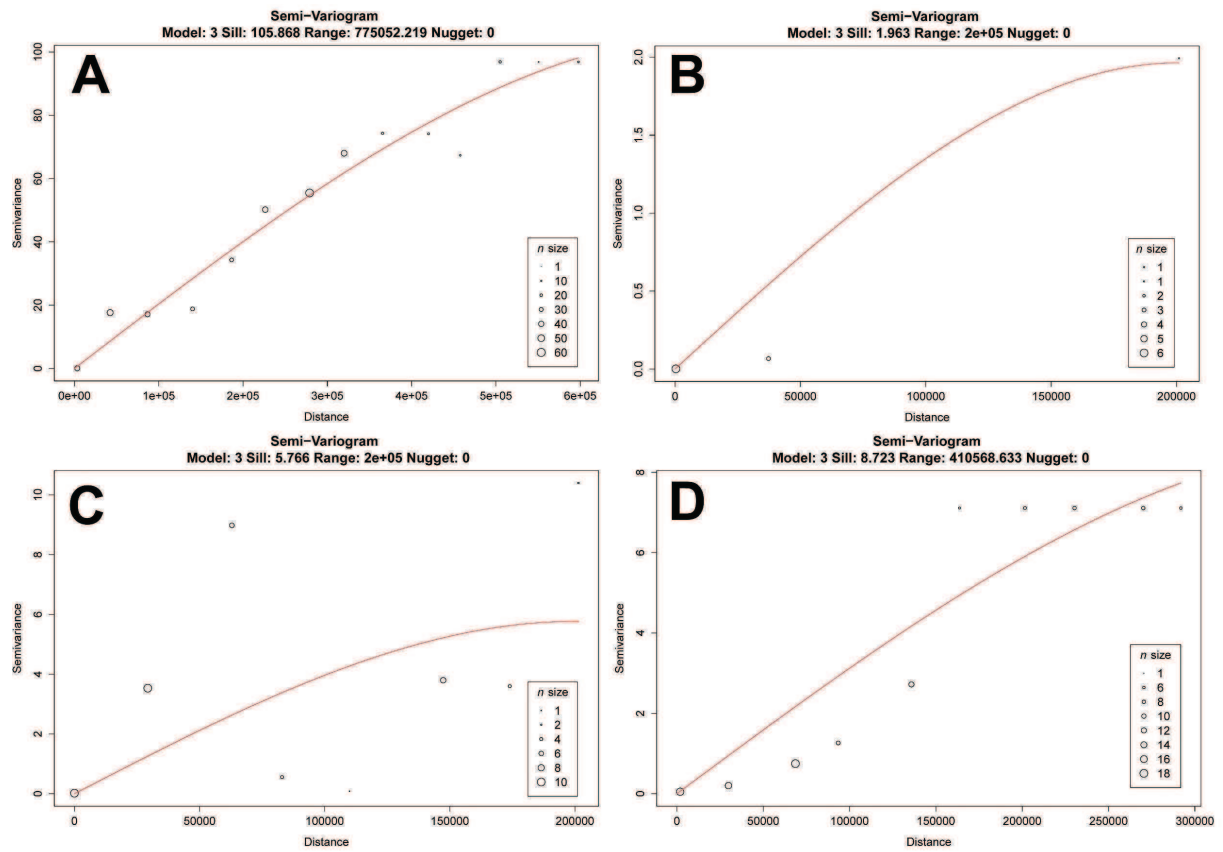 Semi-Variogram
Model: 3 Sill: 105.868 Range: 775052.219 Nugget: 0
A
100
80
60
40
20
0
Semivariance
n size
1
10
20
30
40
50
60
0e+00 1e+05 2e+05 3e+05 4e+05 5e+05 6e+05
Distance
Semi-Variogram
Model: 3 Sill: 1.963 Range: 2e+05 Nugget: 0
B
2.0
1.5
1.0
0.5
0.0
Semivariance
n size
1
1
2
3
4
5
6
0 50000 100000 150000 200000
Distance
Semi-Variogram
Model: 3 Sill: 5.766 Range: 2e+05 Nugget: 0
C
10
8
6
4
2
0
Semivariance
n size
1
2
4
6
8
10
0 50000 100000 150000 200000
Distance
Semi-Variogram
Model: 3 Sill: 8.723 Range: 410568.633 Nugget: 0
D
8
6
4
2
0
Semivariance
n size
1
6
8
10
12
14
16
18
0 50000 100000 150000 200000 250000 300000
Distance